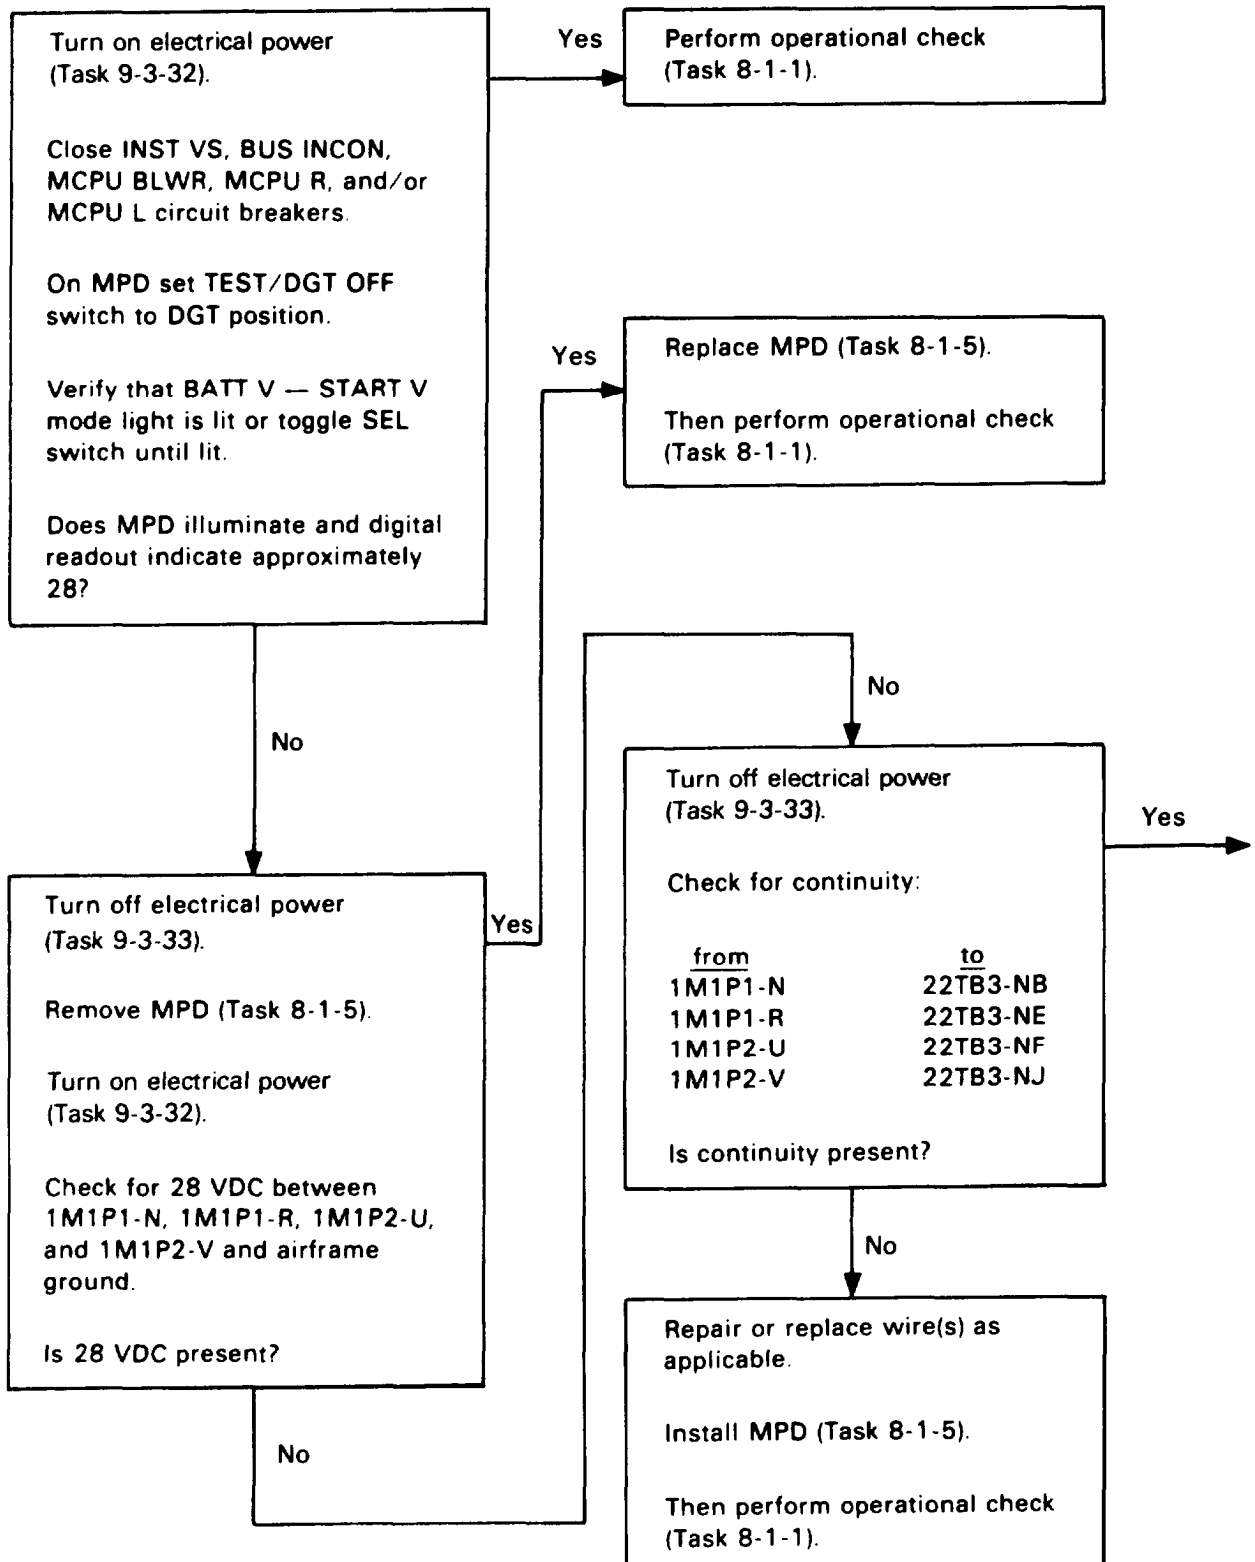 Turn on electrical power
(Task 9-3-32).
Close INST VS, BUS INCON,
MCPU BLWR, MCPU R, and/or
MCPU L circuit breakers.
On MPD set TEST/DGT OFF
switch to DGT position.
Verify that BATT V — START V
mode light is lit or toggle SEL
switch until lit.
Does MPD illuminate and digital
readout indicate approximately
28?
Yes
Perform operational check
(Task 8-1-1).
No
Turn off electrical power
(Task 9-3-33).
Remove MPD (Task 8-1-5).
Turn on electrical power
(Task 9-3-32).
Check for 28 VDC between
1M1P1-N, 1M1P1-R, 1M1P2-U,
and 1M1P2-V and airframe
ground.
Is 28 VDC present?
Yes
Yes
Replace MPD (Task 8-1-5).
Then perform operational check
(Task 8-1-1).
No
No
Turn off electrical power
(Task 9-3-33).
Check for continuity:
from to
1M1P1-N 22TB3-NB
1M1P1-R 22TB3-NE
1M1P2-U 22TB3-NF
1M1P2-V 22TB3-NJ
Is continuity present?
Yes
No
Repair or replace wire(s) as
applicable.
Install MPD (Task 8-1-5).
Then perform operational check
(Task 8-1-1).